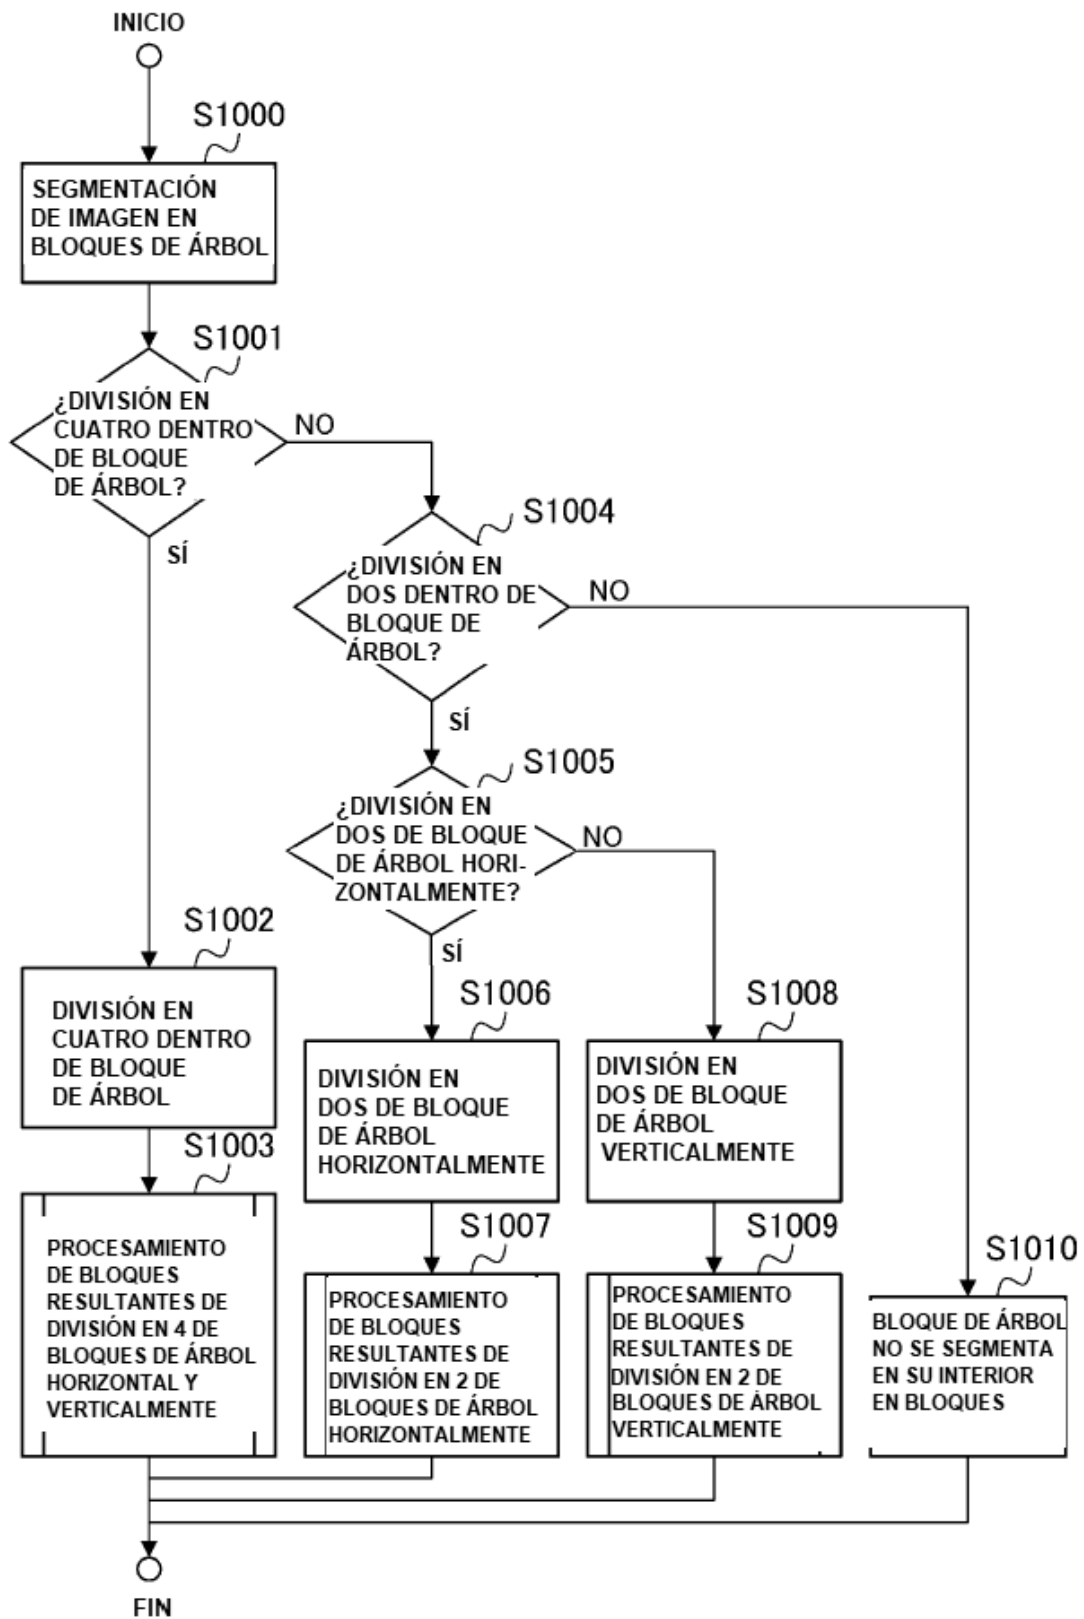 INICIO
S1000
SEGMENTACIÓN
DE IMAGEN EN
BLOQUES DE ÁRBOL
S1001
¿DIVISIÓN EN
CUATRO DENTRO
DE BLOQUE
DE ÁRBOL?
NO
SÍ
S1004
¿DIVISIÓN EN
DOS DENTRO DE
BLOQUE DE
ÁRBOL?
NO
SÍ
S1005
¿DIVISIÓN EN
DOS DE BLOQUE
DE ÁRBOL HORI-
ZONTALMENTE?
NO
SÍ
S1002
DIVISIÓN EN
CUATRO DENTRO
DE BLOQUE
DE ÁRBOL
S1006
DIVISIÓN EN
DOS DE BLOQUE
DE ÁRBOL
HORIZONTALMENTE
S1008
DIVISIÓN EN
DOS DE BLOQUE
DE ÁRBOL
VERTICALMENTE
S1003
PROCESAMIENTO
DE BLOQUES
RESULTANTES DE
DIVISIÓN EN 4 DE
BLOQUES DE ÁRBOL
HORIZONTAL Y
VERTICALMENTE
S1007
PROCESAMIENTO
DE BLOQUES
RESULTANTES DE
DIVISIÓN EN 2 DE
BLOQUES DE ÁRBOL
HORIZONTALMENTE
S1009
PROCESAMIENTO
DE BLOQUES
RESULTANTES DE
DIVISIÓN EN 2 DE
BLOQUES DE ÁRBOL
VERTICALMENTE
S1010
BLOQUE DE ÁRBOL
NO SE SEGMENTA
EN SU INTERIOR
EN BLOQUES
FIN